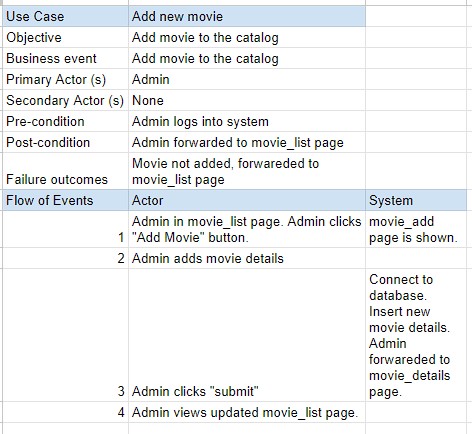 Use Case Add new movie
Objective Add movie to the catalog
Business event Add movie to the catalog
Primary Actor (s) Admin
Secondary Actor (s) None
Pre-condition Admin logs into system
Post-condition Admin forwarded to movie_list page
Movie not added, forwareded to
Failure outcomes movie_list page
Flow of Events Actor System
Admin in movie_list page. Admin clicks movie_add
1 "Add Movie" button. page is shown.
2 Admin adds movie details
Connect to
database.
Insert new
movie details.
Admin
forwareded to
movie_details
3 Admin clicks "submit" page.
4 Admin views updated movie_list page.